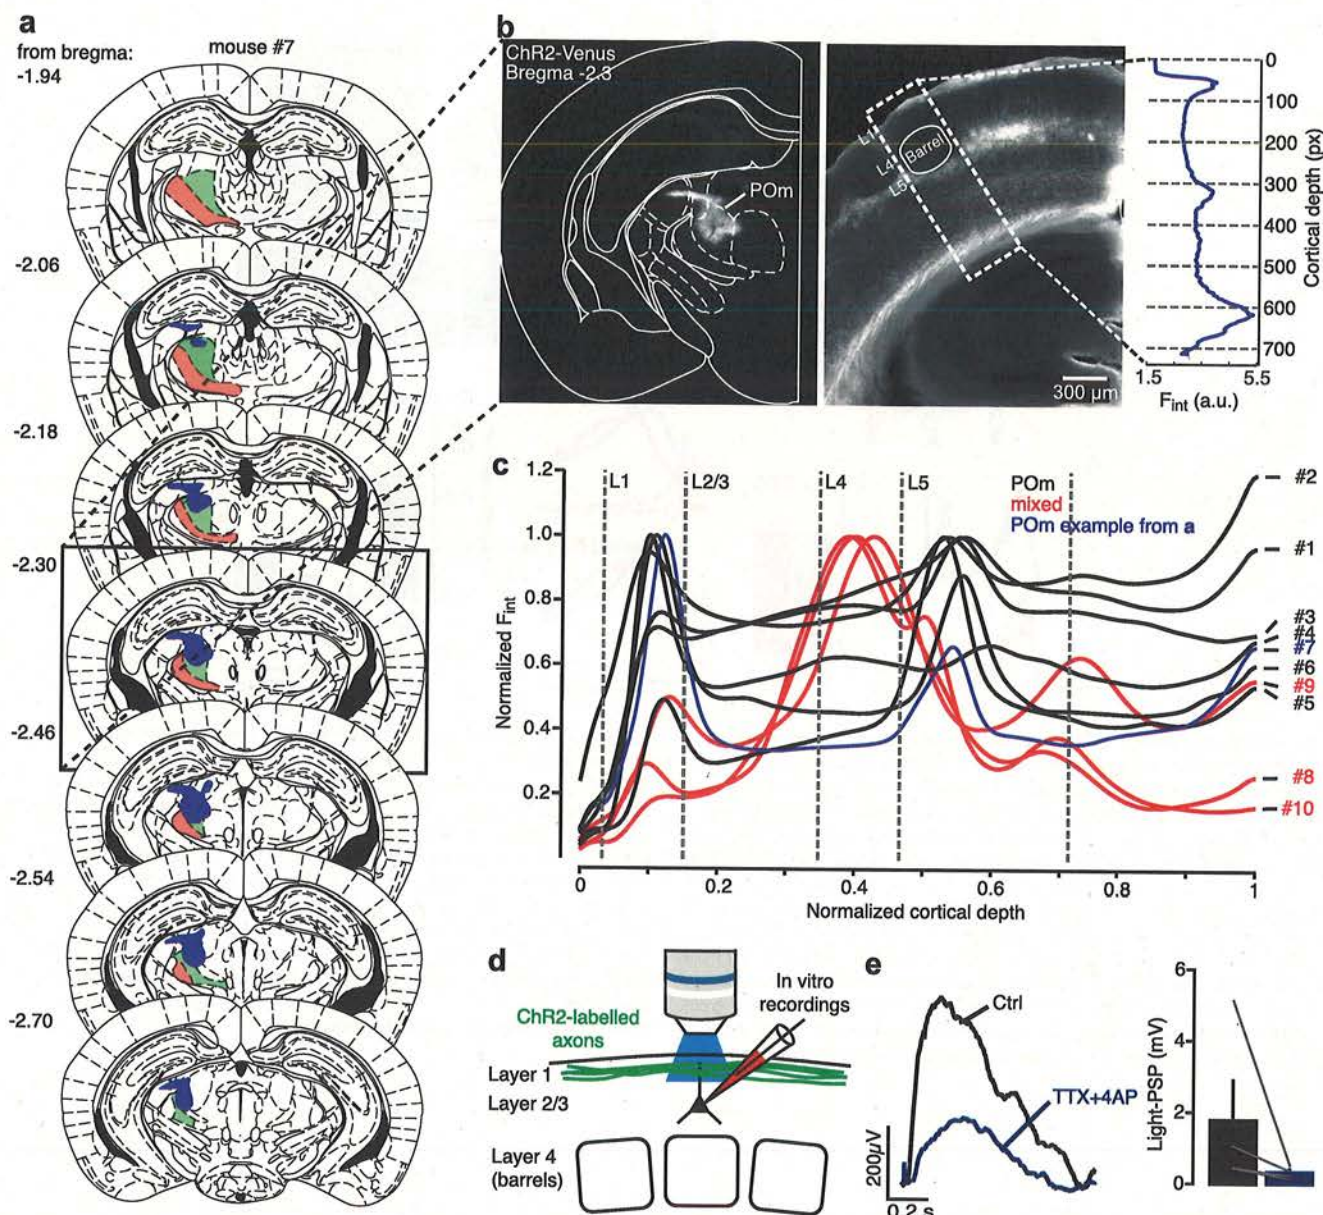 a
from bregma:
mouse #7
-1.94
-2.06
-2.18
-2.30
-2.46
-2.54
-2.70
b
ChR2-Venus
Bregma -2.3
POm
L1
L4
L5
Barrel
300 µm
0
100
200
300
400
500
600
700
Cortical depth (px)
1.5
5.5
Fint (a.u.)
c
1.2
1.0
0.8
0.6
0.4
0.2
Normalized Fint
L1
L2/3
L4
L5
POm
mixed
POm example from a
#2
#1
#3
#4
#7
#6
#9
#5
#8
#10
0
0.2
0.4
0.6
0.8
1
Normalized cortical depth
d
In vitro
recordings
ChR2-labelled
axons
Layer 1
Layer 2/3
Layer 4
(barrels)
e
Ctrl
TTX+4AP
200µV
0.2 s
6
4
2
0
Light-PSP (mV)